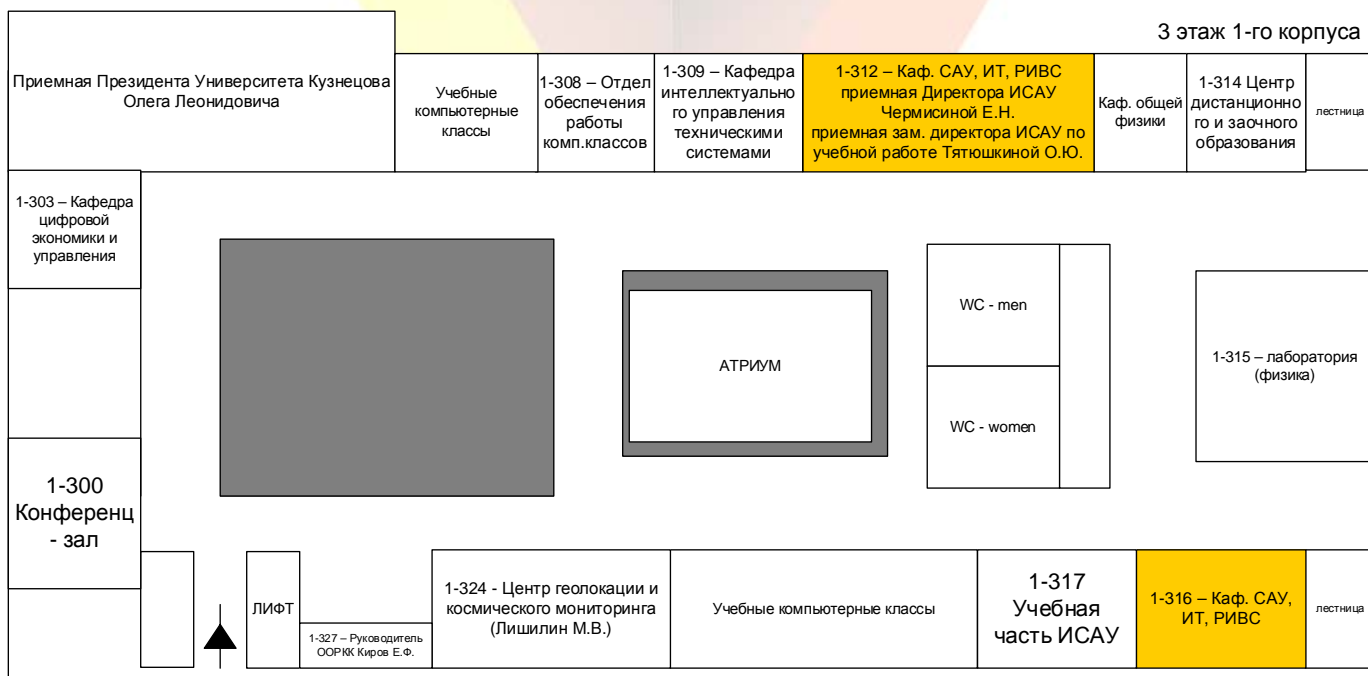 3 этаж 1-го корпуса
Приемная Президента Университета Кузнецова
Олега Леонидовича
Учебные
компьютерные
классы
1-308 – Отдел
обеспечения
работы
комп.классов
1-309 – Кафедра
интеллектуально
го управления
техническими
системами
1-312 – Каф. САУ, ИТ, РИВС
приемная Директора ИСАУ
Чермисиной Е.Н.
приемная зам. директора ИСАУ по
учебной работе Тятюшкиной О.Ю.
Каф. общей
физики
1-314 Центр
дистанционно
го и заочного
образования
лестница
1-303 – Кафедра
цифровой
экономики и
управления
АТРИУМ
WC - men
WC - women
1-315 – лаборатория
(физика)
1-300
Конференц
- зал
ЛИФТ
1-327 – Руководитель
ООРКК Киров Е.Ф.
1-324 - Центр геолокации и
космического мониторинга
(Лишилин М.В.)
Учебные компьютерные классы
1-317
Учебная
часть ИСАУ
1-316 – Каф. САУ,
ИТ, РИВС
лестница